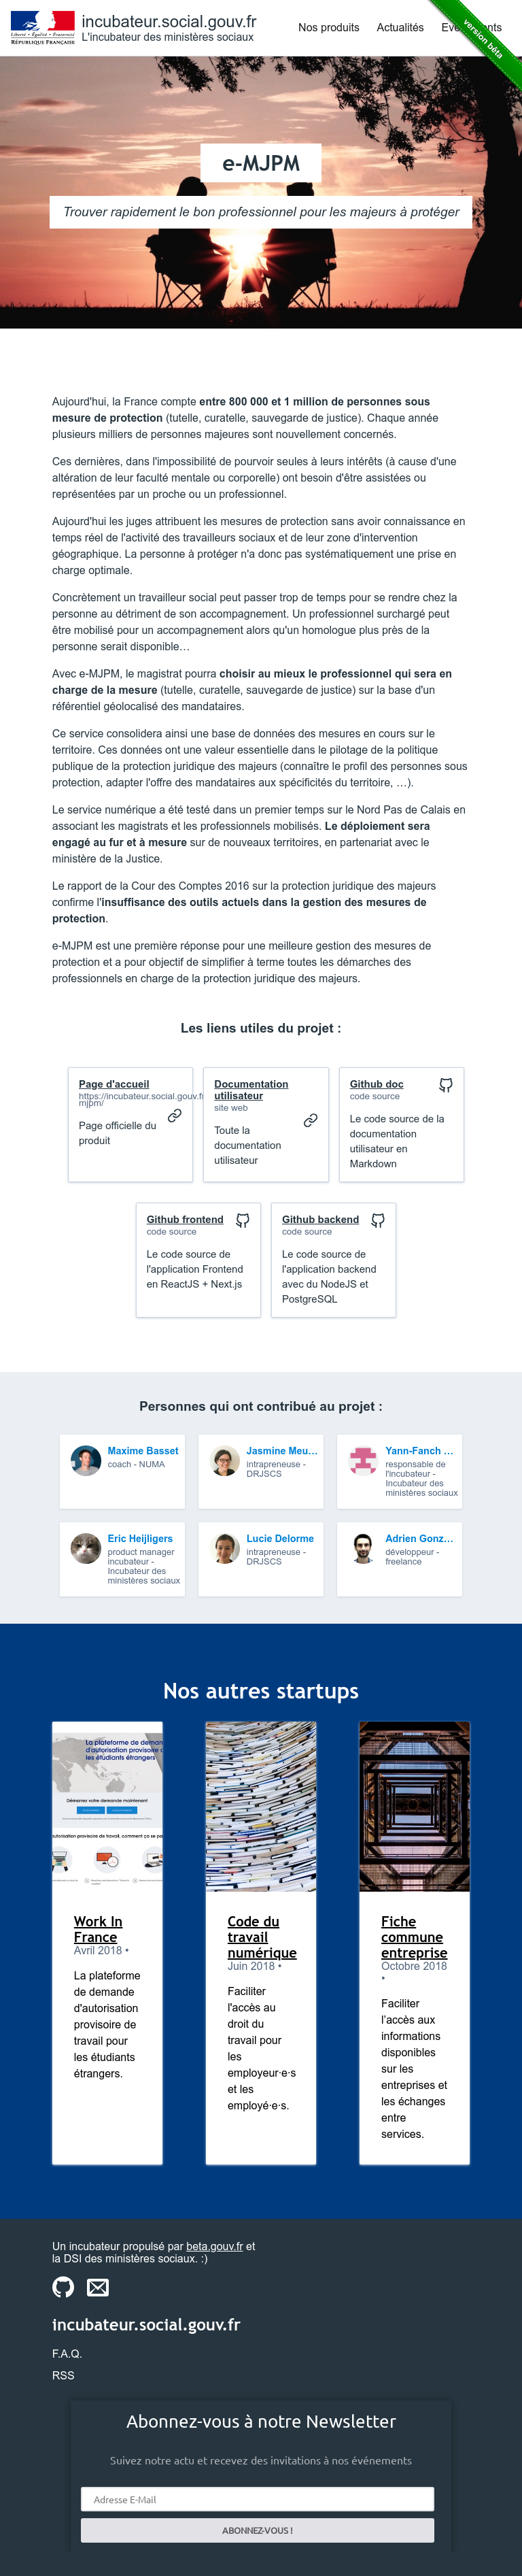 incubateur.social.gouv.fr
L'incubateur des ministères sociaux
Liberté • Égalité • Fraternité
RÉPUBLIQUE FRANÇAISE
Nos produits
Actualités
version bêta
e-MJPM
Trouver rapidement le bon professionnel pour les majeurs à protéger
Aujourd'hui, la France compte entre 800 000 et 1 million de personnes sous
mesure de protection (tutelle, curatelle, sauvegarde de justice). Chaque année
plusieurs milliers de personnes majeures sont nouvellement concernés.
Ces dernières, dans l'impossibilité de pourvoir seules à leurs intérêts (à cause d'une
altération de leur faculté mentale ou corporelle) ont besoin d'être assistées ou
représentées par un proche ou un professionnel.
Aujourd'hui les juges attribuent les mesures de protection sans avoir connaissance en
temps réel de l'activité des travailleurs sociaux et de leur zone d'intervention
géographique. La personne à protéger n'a donc pas systématiquement une prise en
charge optimale.
Concrètement un travailleur social peut passer trop de temps pour se rendre chez la
personne au détriment de son accompagnement. Un professionnel surchargé peut
être mobilisé pour un accompagnement alors qu'un homologue plus près de la
personne serait disponible…
Avec e-MJPM, le magistrat pourra choisir au mieux le professionnel qui sera en
charge de la mesure (tutelle, curatelle, sauvegarde de justice) sur la base d'un
référentiel géolocalisé des mandataires.
Ce service consolidera ainsi une base de données des mesures en cours sur le
territoire. Ces données ont une valeur essentielle dans le pilotage de la politique
publique de la protection juridique des majeurs (connaître le profil des personnes sous
protection, adapter l'offre des mandataires aux spécificités du territoire, …).
Le service numérique a été testé dans un premier temps sur le Nord Pas de Calais en
associant les magistrats et les professionnels mobilisés. Le déploiement sera
engagé au fur et à mesure sur de nouveaux territoires, en partenariat avec le
ministère de la Justice.
Le rapport de la Cour des Comptes 2016 sur la protection juridique des majeurs
confirme l'insuffisance des outils actuels dans la gestion des mesures de
protection.
e-MJPM est une première réponse pour une meilleure gestion des mesures de
protection et a pour objectif de simplifier à terme toutes les démarches des
professionnels en charge de la protection juridique des majeurs.
Les liens utiles du projet :
Page d'accueil
https://incubateur.social.gouv.fr
mjpm/
Page officielle du
produit
Documentation
utilisateur
site web
Toute la
documentation
utilisateur
Github doc
code source
Le code source de la
documentation
utilisateur en
Markdown
Github frontend
code source
Le code source de
l'application Frontend
en ReactJS + Next.js
Github backend
code source
Le code source de
l'application backend
avec du NodeJS et
PostgreSQL
Personnes qui ont contribué au projet :
Maxime Basset
coach - NUMA
Jasmine Meu…
intrapreneuse -
DRJSCS
Yann-Fanch …
responsable de
l'incubateur -
Incubateur des
ministères sociaux
Eric Heijligers
product manager
incubateur -
Incubateur des
ministères sociaux
Lucie Delorme
intrapreneuse -
DRJSCS
Adrien Gonz…
développeur -
freelance
Nos autres startups
La plateforme de deman
d'autorisation provisoire d
les étudiants étrangers
Démarrez votre demande maintenant
Work In
France
Avril 2018 •
La plateforme
de demande
d'autorisation
provisoire de
travail pour
les étudiants
étrangers.
Code du
travail
numérique
Juin 2018 •
Faciliter
l'accès au
droit du
travail pour
les
employeur·e·s
et les
employé·e·s.
Fiche
commune
entreprise
Octobre 2018
•
Faciliter
l'accès aux
informations
disponibles
sur les
entreprises et
les échanges
entre
services.
Un incubateur propulsé par beta.gouv.fr et
la DSI des ministères sociaux. :)
incubateur.social.gouv.fr
F.A.Q.
RSS
Abonnez-vous à notre Newsletter
Suivez notre actu et recevez des invitations à nos événements
Adresse E-Mail
ABONNEZ-VOUS !